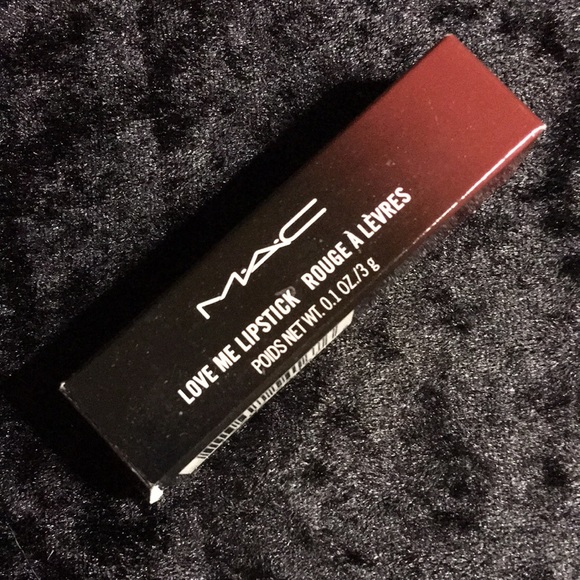 M·A·C
LOVE ME LIPSTICK ROUGE À LÈVRES
POIDS NET WT. 0.1 OZ./3 g